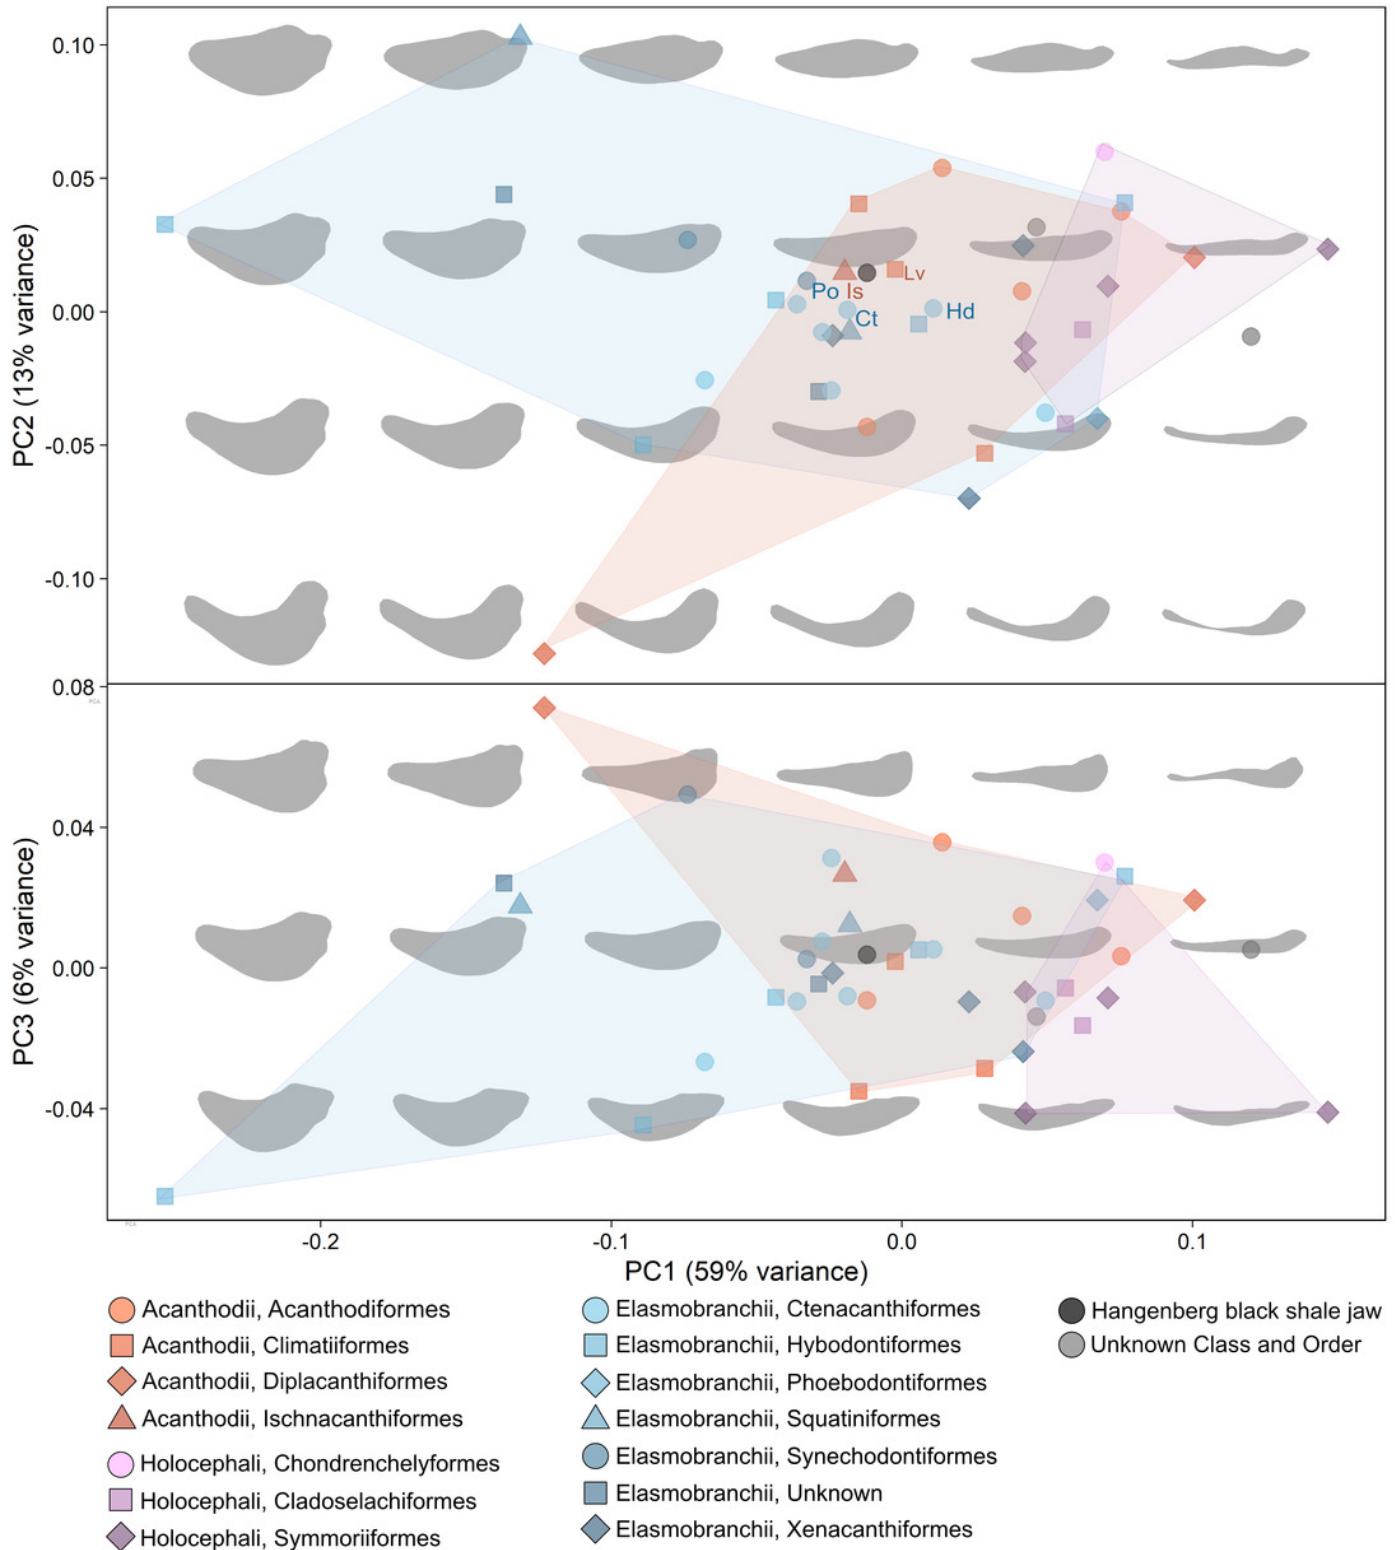 0.10
0.05
0.00
-0.05
-0.10
PC2 (13% variance)
Lv
Po Is
Ct
Hd
0.08
PCA
0.04
0.00
-0.04
PC3 (6% variance)
PCA
-0.2 -0.1 0.0 0.1
PC1 (59% variance)
Acanthodii, Acanthodiformes
Acanthodii, Climatiiformes
Acanthodii, Diplacanthiformes
Acanthodii, Ischnacanthiformes
Holocephali, Chondrenchelyformes
Holocephali, Cladoselachiformes
Holocephali, Symmoriiformes
Elasmobranchii, Ctenacanthiformes
Elasmobranchii, Hybodontiformes
Elasmobranchii, Phoebodontiformes
Elasmobranchii, Squatiniformes
Elasmobranchii, Synechodontiformes
Elasmobranchii, Unknown
Elasmobranchii, Xenacanthiformes
Hangenberg black shale jaw
Unknown Class and Order